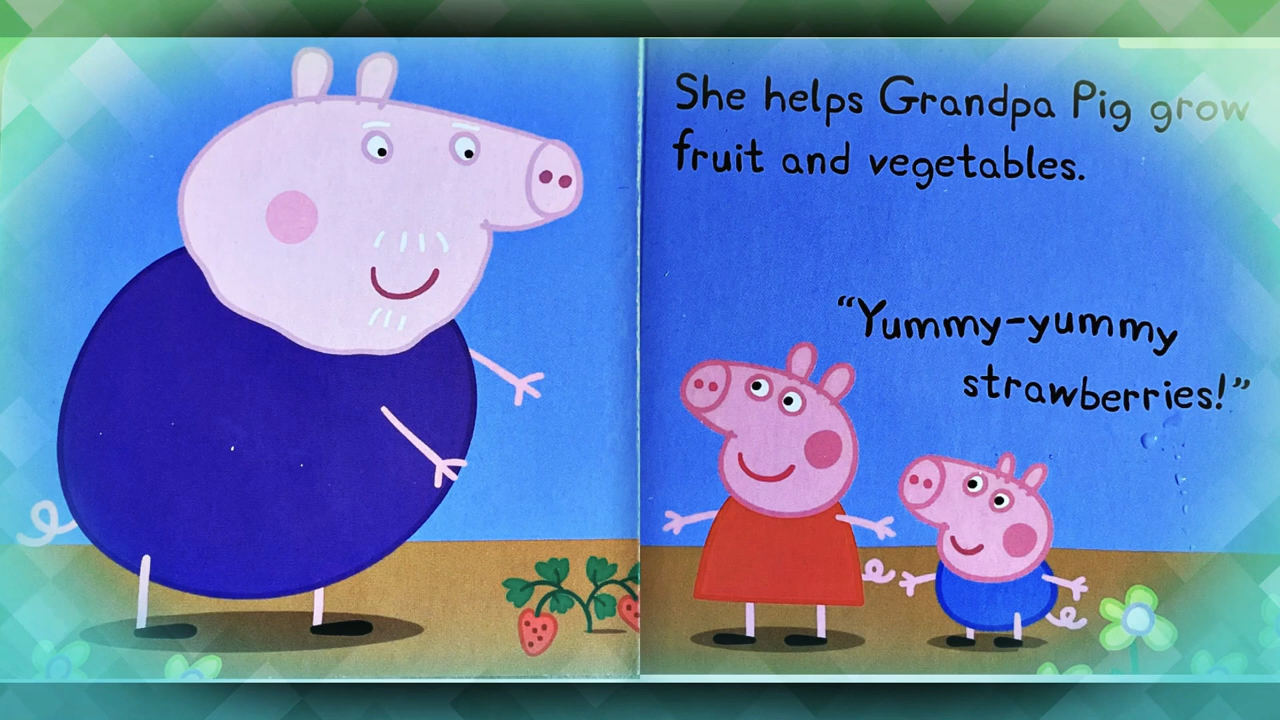 She helps Grandpa Pig grow
fruit and vegetables.
“Yummy-yummy
strawberries!”